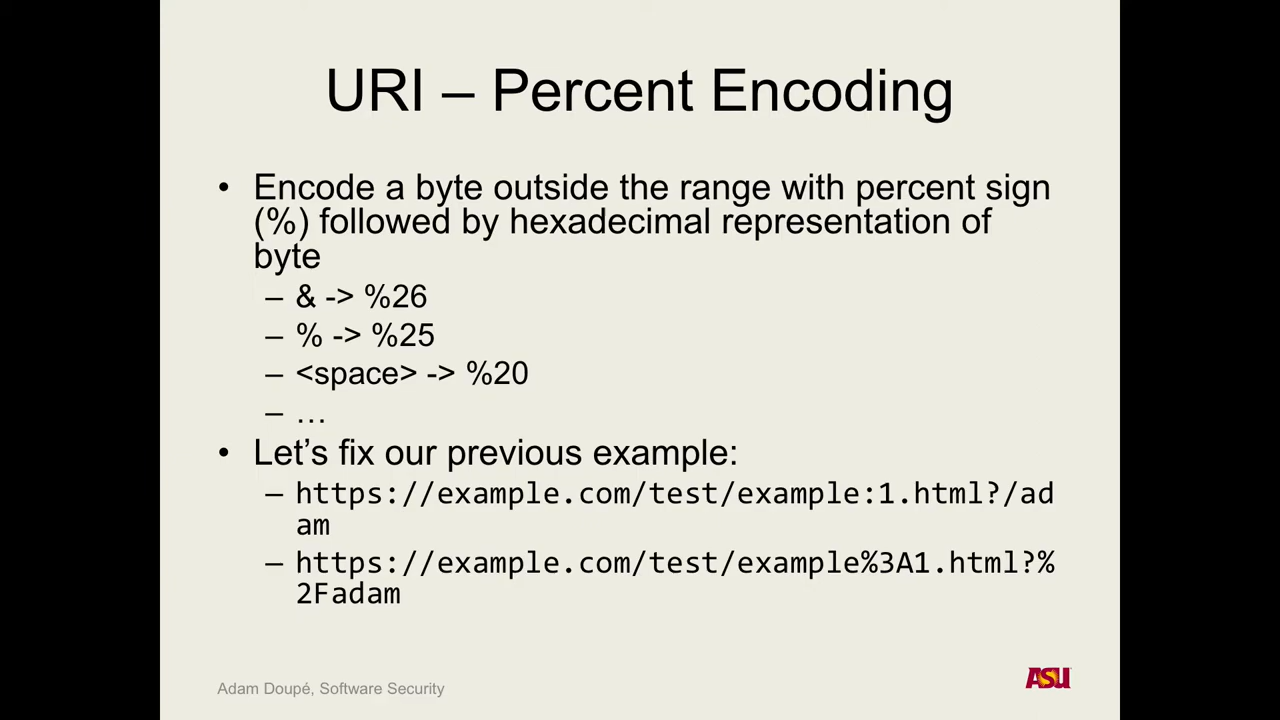 URI – Percent Encoding
• Encode a byte outside the range with percent sign
(%) followed by hexadecimal representation of
byte
– & -> %26
– % -> %25
– <space> -> %20
– …
• Let’s fix our previous example:
– https://example.com/test/example:1.html?/ad
am
– https://example.com/test/example%3A1.html?%
2Fadam
Adam Doupé, Software Security
ASU